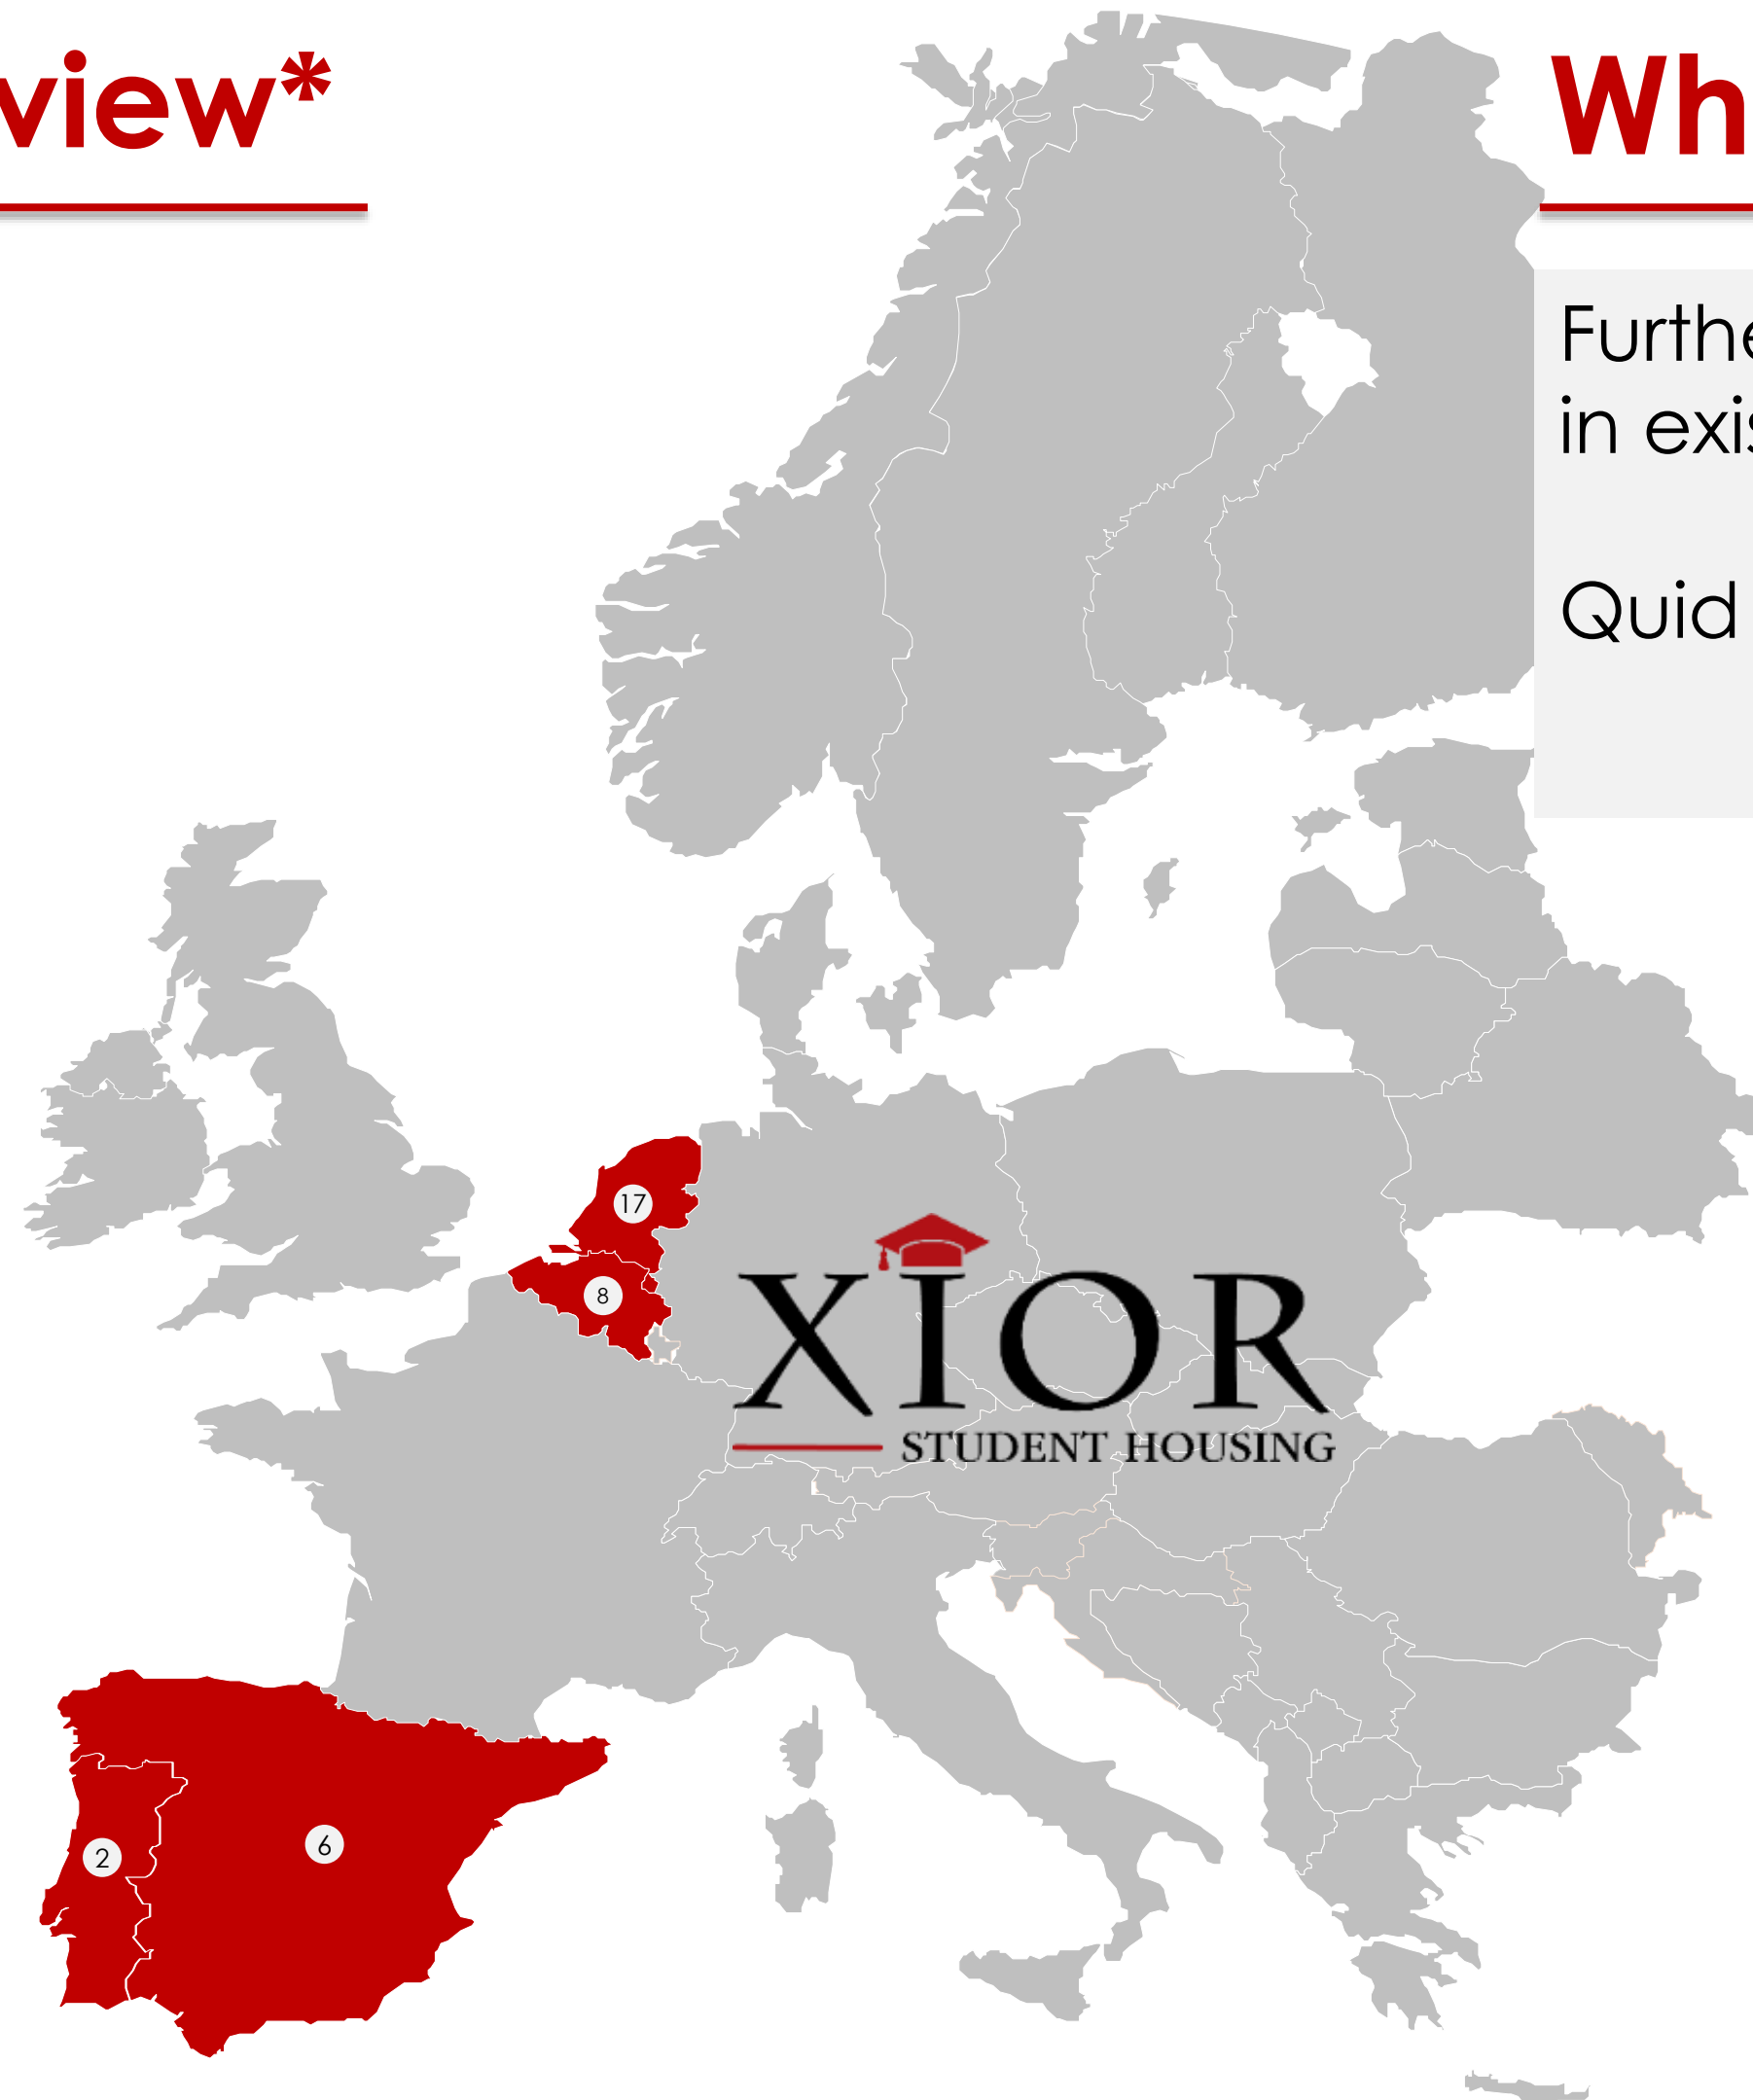 view*
Wh
Furthe
in exis
Quid
17
8
XIOR
STUDENT HOUSING
6
2